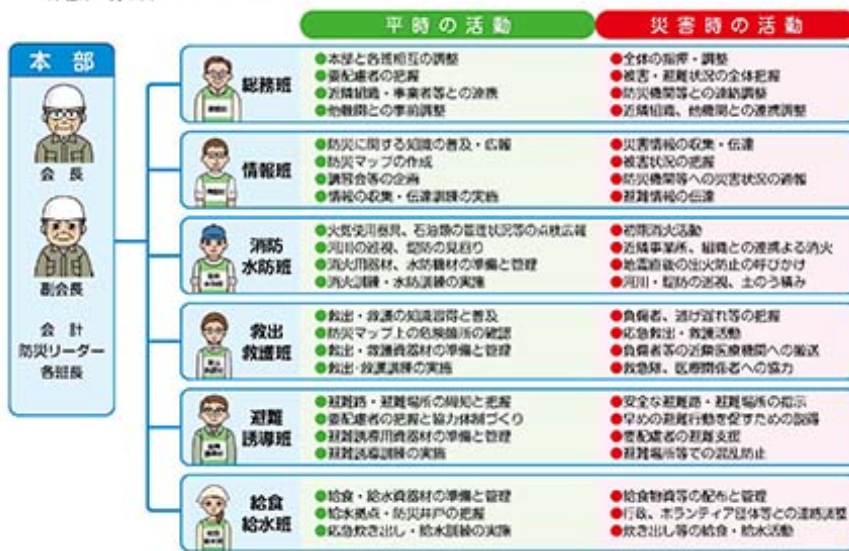 平時の活動
災害時の活動
本部
会長
副会長
会計
防災リーダー
各班長
総務班
●本部と各班相互の調整
●要配慮者の把握
●近隣組織・事業者等との連携
●他機関との事前調整
●全体の指揮・調整
●被害・避難状況の全体把握
●防災機関等との連絡調整
●近隣組織、他機関との連携調整
情報班
●防災に関する知識の普及・広報
●防災マップの作成
●講習会等の企画
●情報の収集・伝達訓練の実施
●災害情報の収集・伝達
●被害状況の把握
●防災機関等への災害状況の通報
●避難情報の伝達
消防
水防班
●火気使用器具、石油類の管理状況等の点検広報
●河川の巡視、堤防の見回り
●消火用器材、水防機材の準備と管理
●消火訓練・水防訓練の実施
●初期消火活動
●近隣事業所、組織との連携よる消火
●地震直後の出火防止の呼びかけ
●河川・堤防の巡視、土のう積み
救出
救護班
●救出・救護の知識習得と普及
●防災マップ上の危険箇所の確認
●救出・救護資器材の準備と管理
●救出・救護訓練の実施
●負傷者、逃げ遅れ等の把握
●応急救出・救護活動
●負傷者等の近隣医療機関への搬送
●救急隊、医療関係者への協力
避難
誘導班
●避難路・避難場所の周知と把握
●要配慮者の把握と協力体制づくり
●避難誘導用資器材の準備と管理
●避難誘導訓練の実施
●安全な避難路・避難場所の指示
●早めの避難行動を促すための説得
●要配慮者の避難支援
●避難場所等での混乱防止
給食
給水班
●給食・給水資器材の準備と管理
●給水拠点・防災井戸の把握
●応急炊き出し・給水訓練の実施
●給食物資等の配布と管理
●行政、ボランティア団体等との連絡調整
●炊き出し等の給食・給水活動